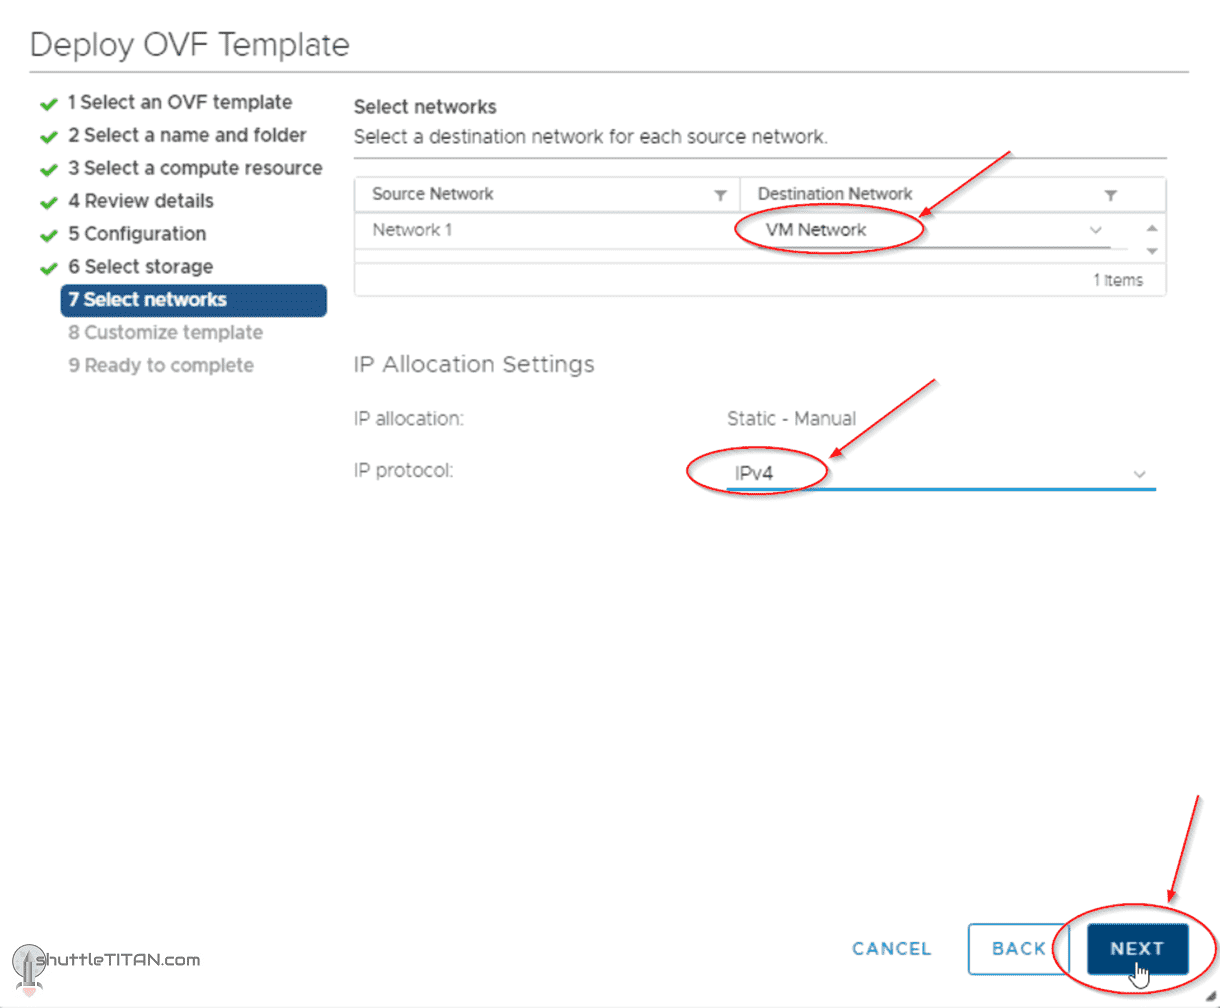 Deploy OVF Template
1 Select an OVF template
2 Select a name and folder
3 Select a compute resource
4 Review details
5 Configuration
6 Select storage
7 Select networks
8 Customize template
9 Ready to complete
Select networks
Select a destination network for each source network.
Source Network Destination Network
Network 1 VM Network
1 Items
IP Allocation Settings
IP allocation: Static - Manual
IP protocol: IPv4
CANCEL BACK NEXT
shuttleTITAN.com